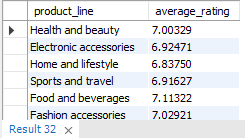 product_line average_rating
Health and beauty 7.00329
Electronic accessories 6.92471
Home and lifestyle 6.83750
Sports and travel 6.91627
Food and beverages 7.11322
Fashion accessories 7.02921
Result 32